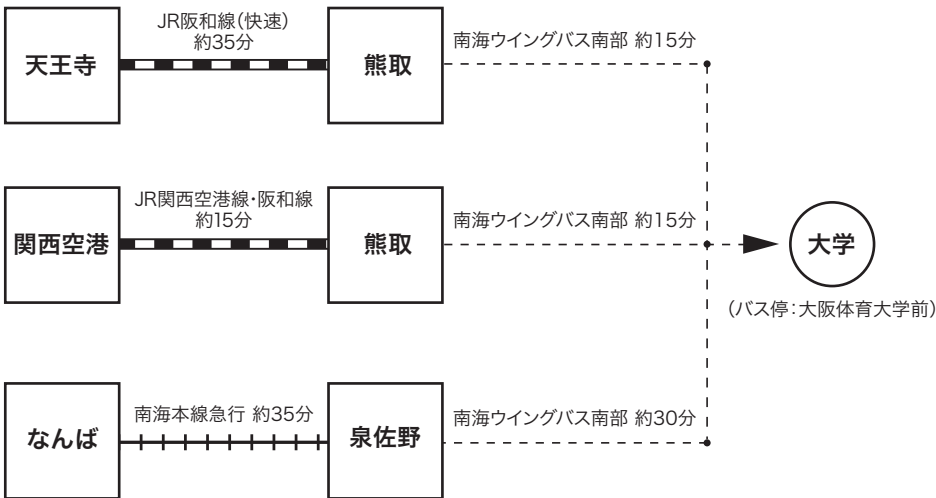 JR阪和線(快速)
約35分
天王寺
熊取
南海ウイングバス南部 約15分
JR関西空港線・阪和線
約15分
関西空港
熊取
南海ウイングバス南部 約15分
大学
(バス停:大阪体育大学前)
南海本線急行 約35分
なんば
泉佐野
南海ウイングバス南部 約30分